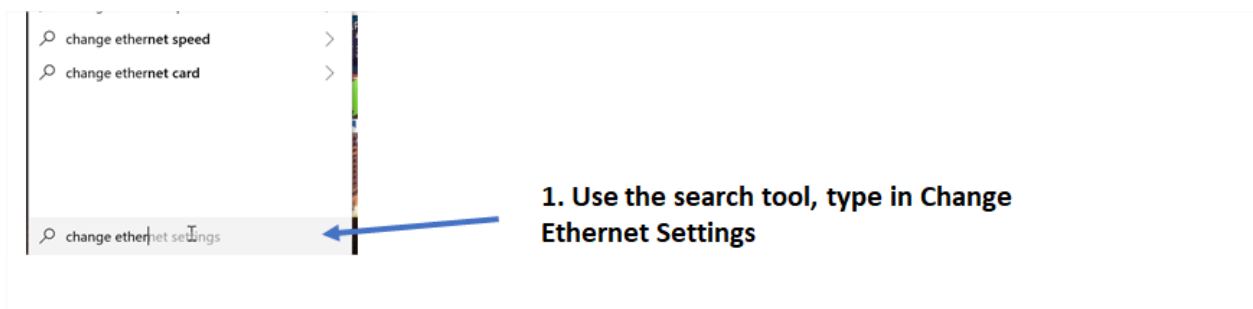 change ethernet speed
change ethernet card
1. Use the search tool, type in Change
Ethernet Settings
change ethernet settings